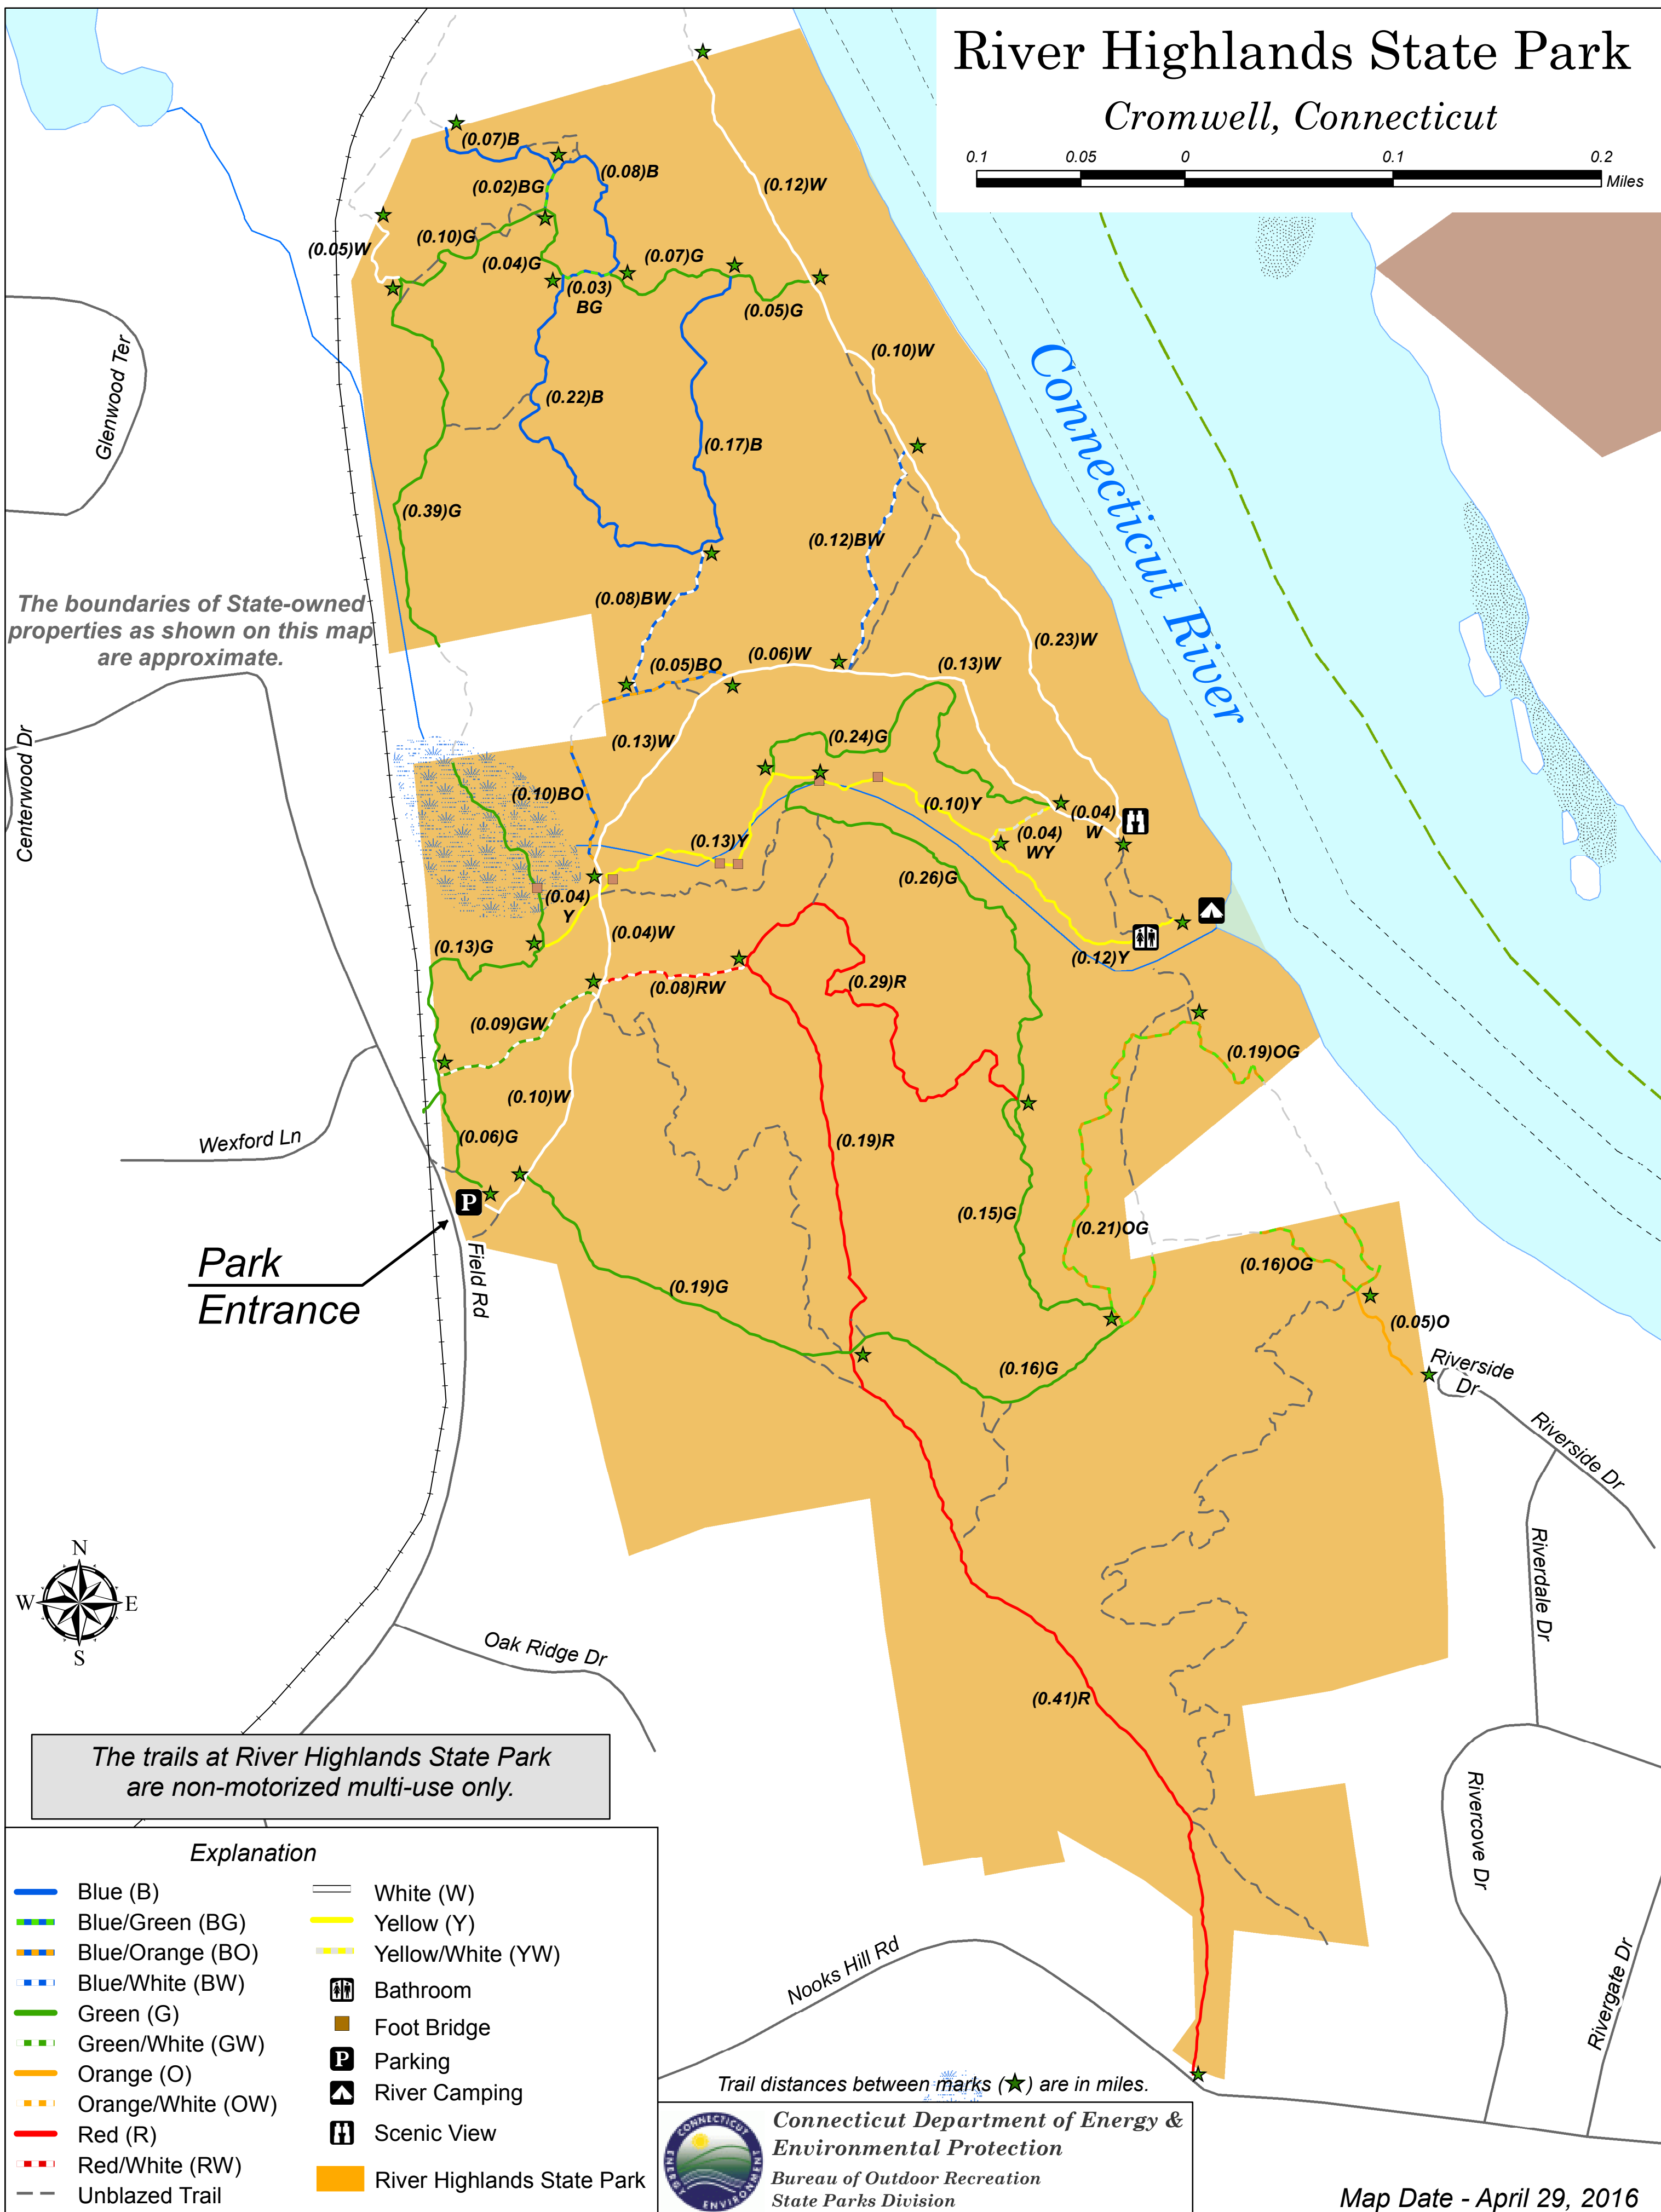 River Highlands State Park
Cromwell, Connecticut
0.1 0.05 0 0.1 0.2
Miles
(0.07)B
(0.08)B
(0.02)BG
(0.12)W
(0.05)W
(0.10)G
(0.04)G
(0.07)G
(0.03)
BG
(0.05)G
(0.10)W
Glenwood Ter
(0.22)B
(0.17)B
Connecticut River
(0.39)G
(0.12)BW
The boundaries of State-owned
properties as shown on this map
are approximate.
(0.08)BW
(0.05)BO
(0.06)W
(0.13)W
(0.23)W
Centerwood Dr
(0.13)W
(0.24)G
(0.10)BO
(0.10)Y
(0.04)
W
(0.04)
WY
(0.13)Y
(0.26)G
(0.04)
Y
(0.04)W
(0.13)G
(0.12)Y
(0.08)RW
(0.29)R
(0.09)GW
(0.19)OG
(0.10)W
Wexford Ln
(0.06)G
(0.19)R
P
(0.15)G
(0.21)OG
Park
Entrance
Field Rd
(0.19)G
(0.16)OG
(0.05)O
(0.16)G
Riverside
Dr
Riverside Dr
N
W E
S
Riverdale Dr
Oak Ridge Dr
(0.41)R
The trails at River Highlands State Park
are non-motorized multi-use only.
Rivercove Dr
Rivergate Dr
Nooks Hill Rd
Explanation
Blue (B)
Blue/Green (BG)
Blue/Orange (BO)
Blue/White (BW)
Green (G)
Green/White (GW)
Orange (O)
Orange/White (OW)
Red (R)
Red/White (RW)
Unblazed Trail
White (W)
Yellow (Y)
Yellow/White (YW)
Bathroom
Foot Bridge
P Parking
River Camping
Scenic View
River Highlands State Park
Trail distances between marks (★) are in miles.
CONNECTICUT
ENERGY
ENVIRONMENT
Connecticut Department of Energy &
Environmental Protection
Bureau of Outdoor Recreation
State Parks Division
Map Date - April 29, 2016